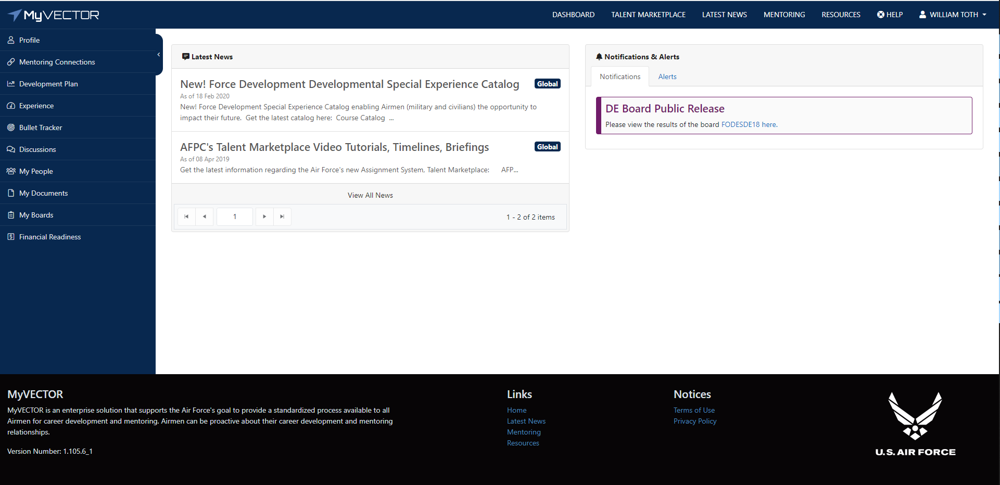 MyVECTOR
DASHBOARD
TALENT MARKETPLACE
LATEST NEWS
MENTORING
RESOURCES
HELP
WILLIAM TOTH
Profile
Mentoring Connections
Development Plan
Experience
Bullet Tracker
Discussions
My People
My Documents
My Boards
Financial Readiness
Latest News
New! Force Development Developmental Special Experience Catalog
Global
As of 18 Feb 2020
New! Force Development Special Experience Catalog enabling Airmen (military and civilians) the opportunity to
impact their future.  Get the latest catalog here:  Course Catalog  ...
AFPC's Talent Marketplace Video Tutorials, Timelines, Briefings
Global
As of 08 Apr 2019
Get the latest information regarding the Air Force's new Assignment System, Talent Marketplace:      AFP...
View All News
1
1 - 2 of 2 items
Notifications & Alerts
Notifications
Alerts
DE Board Public Release
Please view the results of the board FODESDE18 here.
MyVECTOR
MyVECTOR is an enterprise solution that supports the Air Force's goal to provide a standardized process available to all
Airmen for career development and mentoring. Airmen can be proactive about their career development and mentoring
relationships.
Version Number: 1.105.6_1
Links
Home
Latest News
Mentoring
Resources
Notices
Terms of Use
Privacy Policy
U.S. AIR FORCE